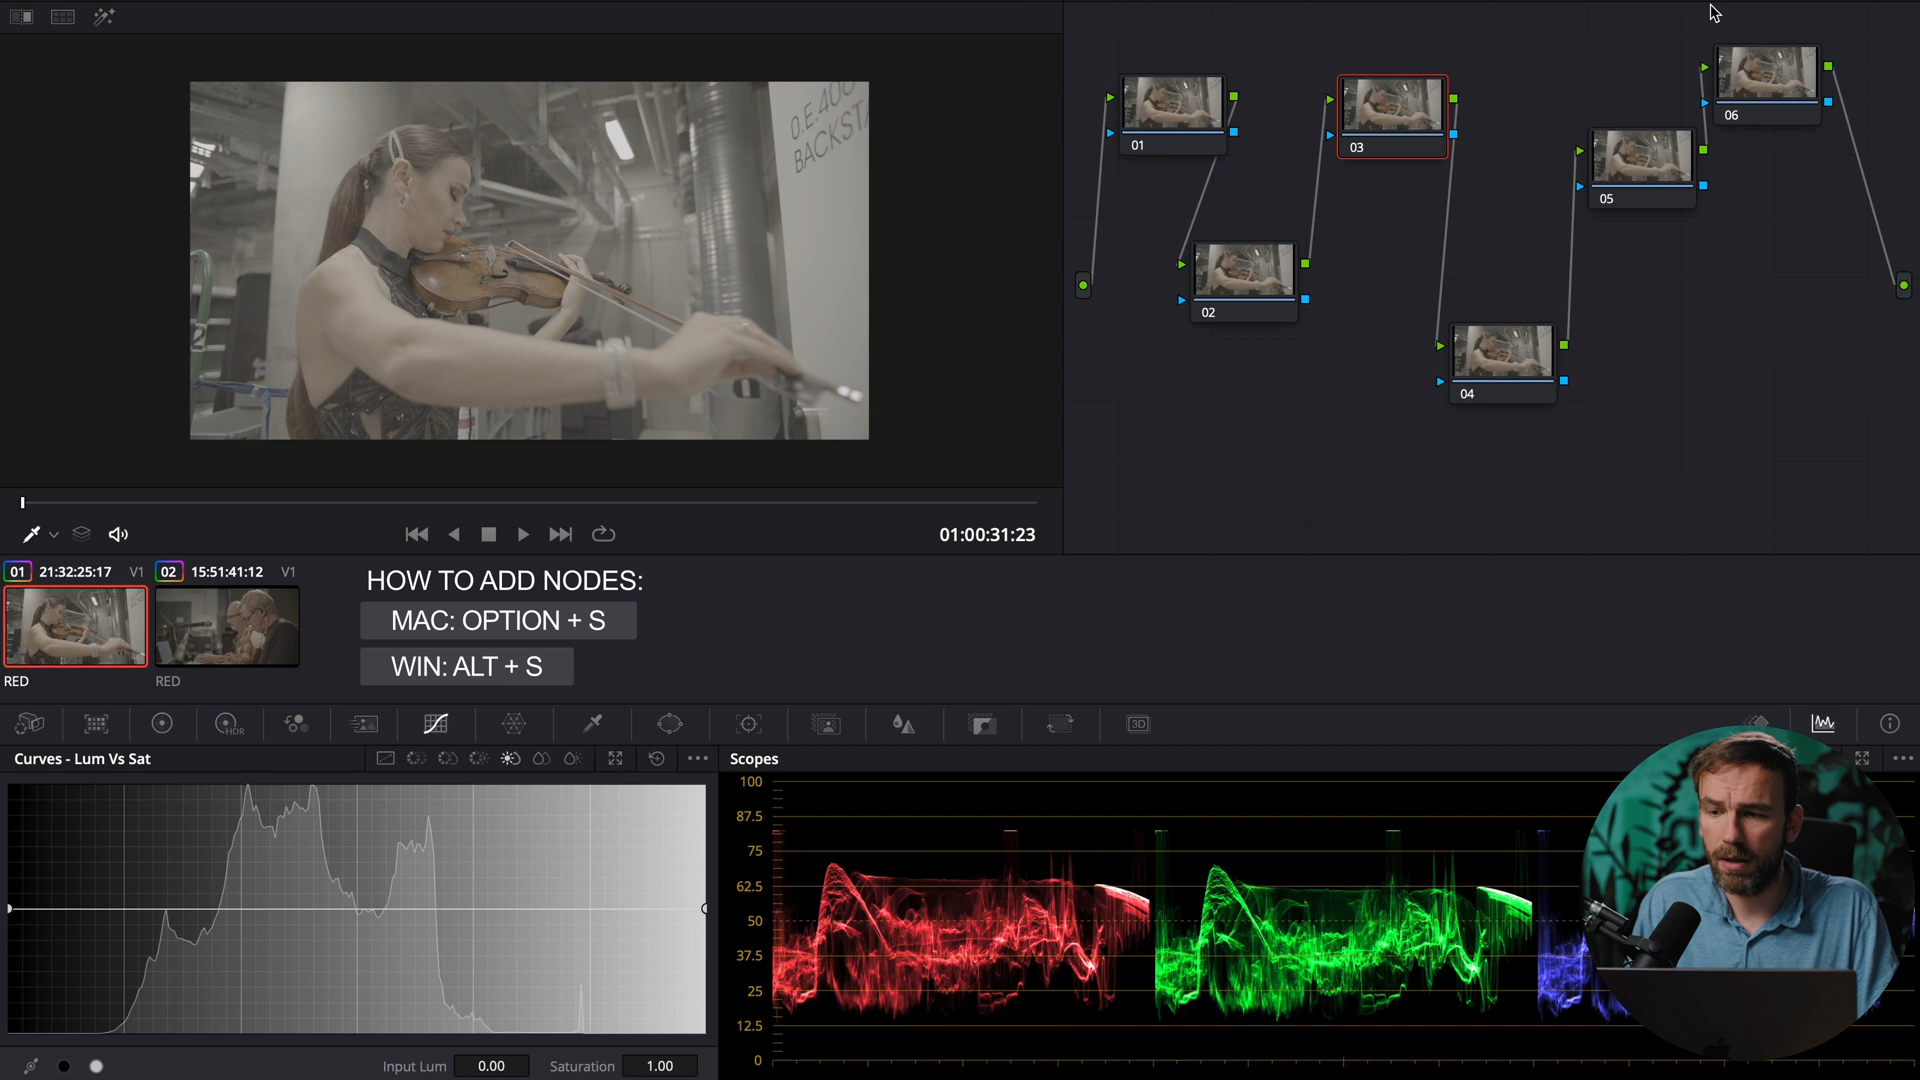 O.E.400
BACKSTA
01
02
03
04
05
06
01:00:31:23
01 21:32:25:17 V1
02 15:51:41:12 V1
RED
RED
HOW TO ADD NODES:
MAC: OPTION + S
WIN: ALT + S
HDR
3D
Curves - Lum Vs Sat
Scopes
100
87.5
75
62.5
50
37.5
25
12.5
0
Input Lum 0.00
Saturation 1.00